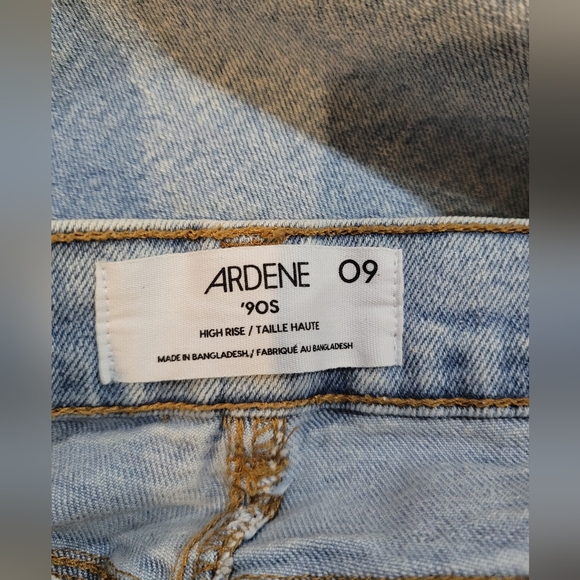 ARDENE 09
'90S
HIGH RISE / TAILLE HAUTE
MADE IN BANGLADESH / FABRIQUÉ AU BANGLADESH